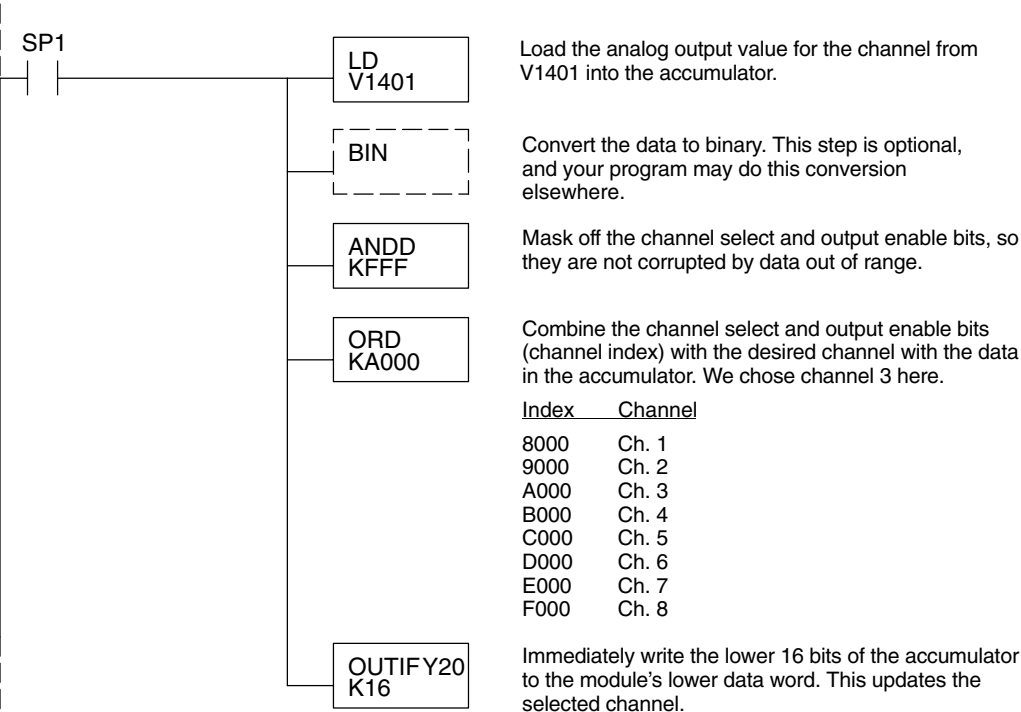 SP1
LD
V1401
Load the analog output value for the channel from
V1401 into the accumulator.
BIN
Convert the data to binary. This step is optional,
and your program may do this conversion
elsewhere.
ANDD
KFFF
Mask off the channel select and output enable bits, so
they are not corrupted by data out of range.
ORD
KA000
Combine the channel select and output enable bits
(channel index) with the desired channel with the data
in the accumulator. We chose channel 3 here.
Index Channel
8000 Ch. 1
9000 Ch. 2
A000 Ch. 3
B000 Ch. 4
C000 Ch. 5
D000 Ch. 6
E000 Ch. 7
F000 Ch. 8
OUTIF Y20
K16
Immediately write the lower 16 bits of the accumulator
to the module's lower data word. This updates the
selected channel.